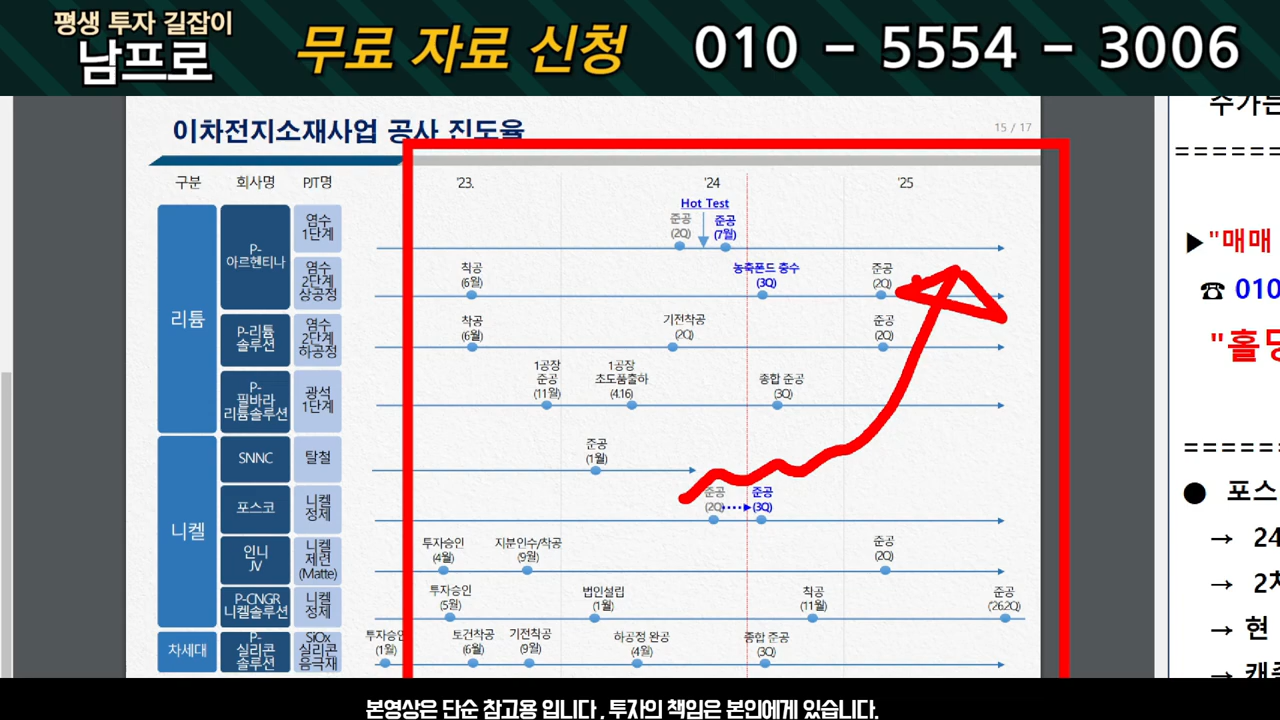 평생 투자 길잡이
남프로
무료 자료 신청
010 - 5554 - 3006
이차전지소재사업 공사 진도율
15 / 17
구분
회사명
PJT명
'23.
'24
'25
리튬
P-
아르헨티나
염수
1단계
Hot Test
준공
(2Q)
준공
(7월)
염수
2단계
상공정
착공
(6월)
농축폰드 충수
(3Q)
준공
(2Q)
P-리튬
솔루션
염수
2단계
하공정
착공
(6월)
기전착공
(2Q)
준공
(2Q)
P-
필바라
리튬솔루션
광석
1단계
1공장
준공
(11월)
1공장
초도품출하
(4.16)
종합 준공
(3Q)
니켈
SNNC
탈철
준공
(1월)
포스코
니켈
정제
준공
(2Q)
준공
(3Q)
인니
JV
니켈
제련
(Matte)
투자승인
(4월)
지분인수/착공
(9월)
준공
(2Q)
P-CNGR
니켈솔루션
니켈
정제
투자승인
(5월)
법인설립
(1월)
착공
(11월)
준공
('26.2Q)
차세대
P-
실리콘
솔루션
SiOx
실리콘
음극재
투자승인
(1월)
토건착공
(6월)
기전착공
(9월)
하공정 완공
(4월)
종합 준공
(3Q)
주가는
=======
▶"매매
☎ 010
"홀딩
=======
● 포스
→ 24
→ 2차
→ 현
→ 캐즘
본영상은 단순 참고용 입니다 , 투자의 책임은 본인에게 있습니다.